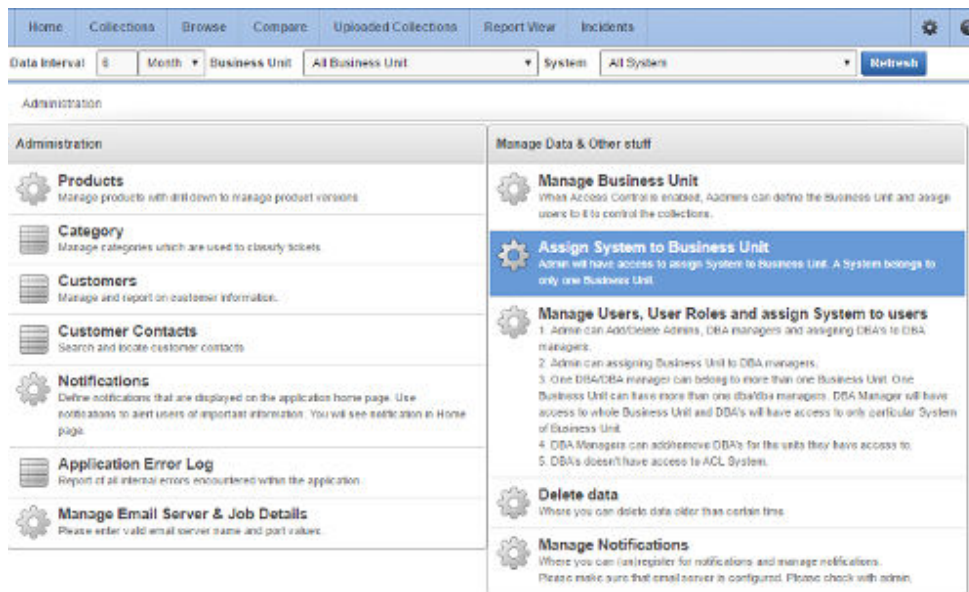 Home Collections Browse Compare Uploaded Collections Report View Incidents
Data Interval 6 Month Business Unit All Business Unit System All System Refresh
Administration
Administration
Products
Manage products with drill down to manage product versions
Category
Manage categories which are used to classify tickets
Customers
Manage and report on customer information.
Customer Contacts
Search and locate customer contacts
Notifications
Define notifications that are displayed on the application home page. Use
notifications to alert users of important information. You will see notification in Home
page.
Application Error Log
Report of all internal errors encountered within the application
Manage Email Server & Job Details
Please enter valid email server name and port values.
Manage Data & Other stuff
Manage Business Unit
When Access Control is enabled, Aadmins can define the Business Unit and assign
users to it to control the collections.
Assign System to Business Unit
Admin will have access to assign System to Business Unit. A System belongs to
only one Business Unit
Manage Users, User Roles and assign System to users
1. Admin can Add/Delete Admins, DBA managers and assigning DBA's to DBA
managers.
2. Admin can assigning Business Unit to DBA managers.
3. One DBA/DBA manager can belong to more than one Business Unit. One
Business Unit can have more than one dba/dba managers. DBA Manager will have
access to whole Business Unit and DBA's will have access to only particular System
of Business Unit
4. DBA Managers can add/remove DBA's for the units they have access to.
5. DBA's doesn't have access to ACL System.
Delete data
Where you can delete data older than certain time
Manage Notifications
Where you can (un)register for notifications and manage notifications.
Please make sure that email server is configured. Please check with admin.